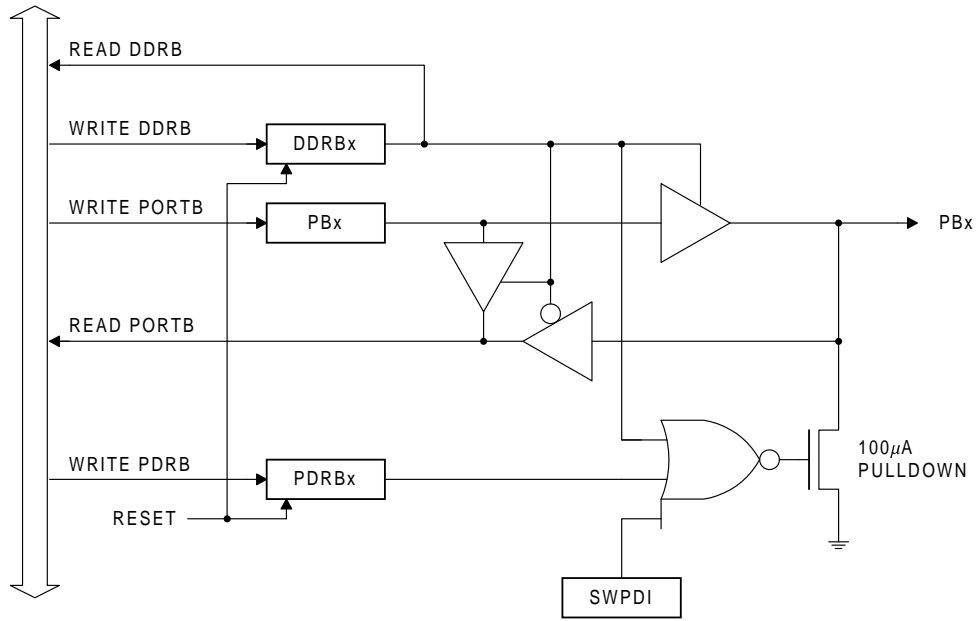 READ DDRB
WRITE DDRB
DDRBx
WRITE PORTB
PBx
PBx
READ PORTB
100μA
PULLDOWN
WRITE PDRB
PDRBx
RESET
SWPDI